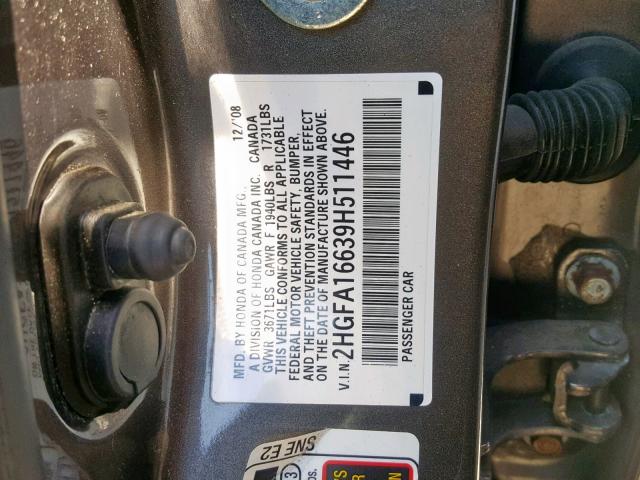 MFD. BY HONDA OF CANADA MFG., 12/'08
A DIVISION OF HONDA CANADA INC. CANADA
GVWR 3671LBS GAWR F 1940LBS R 1731LBS
THIS VEHICLE CONFORMS TO ALL APPLICABLE
FEDERAL MOTOR VEHICLE SAFETY, BUMPER,
AND THEFT PREVENTION STANDARDS IN EFFECT
ON THE DATE OF MANUFACTURE SHOWN ABOVE.
V.I.N. 2HGFA16639H511446
PASSENGER CAR
SNE E2